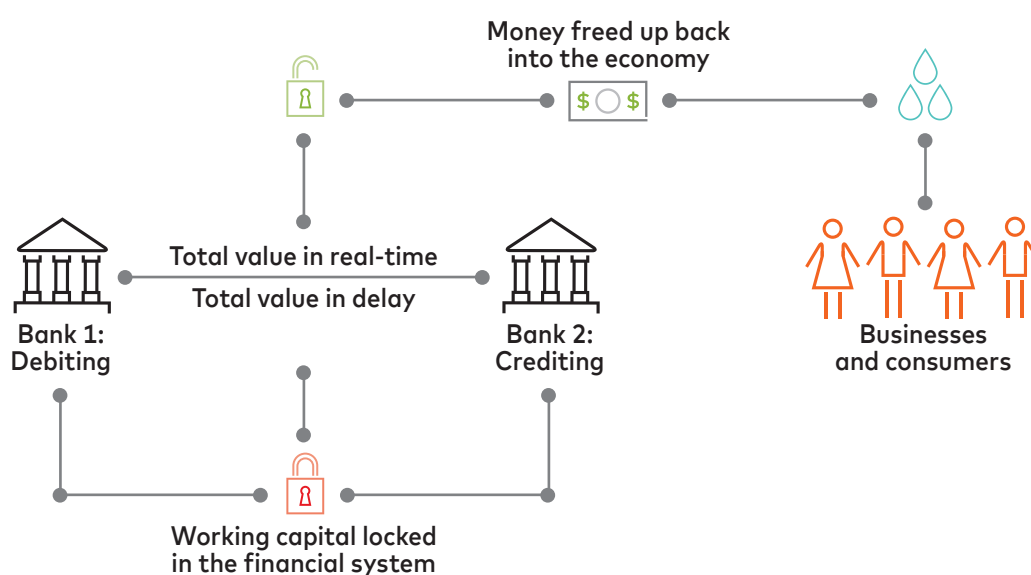 Money freed up back
into the economy
$ $
Total value in real-time
Total value in delay
Bank 1:
Debiting
Bank 2:
Crediting
Businesses
and consumers
Working capital locked
in the financial system